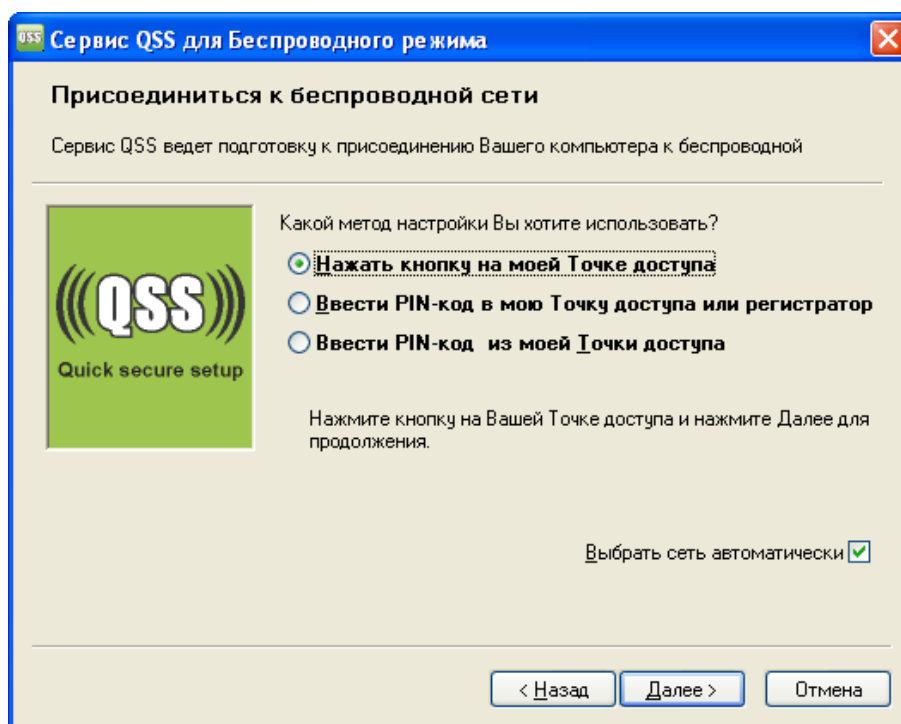 QSS Сервис QSS для Беспроводного режима
Присоединиться к беспроводной сети
Сервис QSS ведет подготовку к присоединению Вашего компьютера к беспроводной
Какой метод настройки Вы хотите использовать?
Нажать кнопку на моей Точке доступа
Ввести PIN-код в мою Точку доступа или регистратор
Ввести PIN-код из моей Точки доступа
QSS
Quick secure setup
Нажмите кнопку на Вашей Точке доступа и нажмите Далее для
продолжения.
Выбрать сеть автоматически
< Назад Далее > Отмена